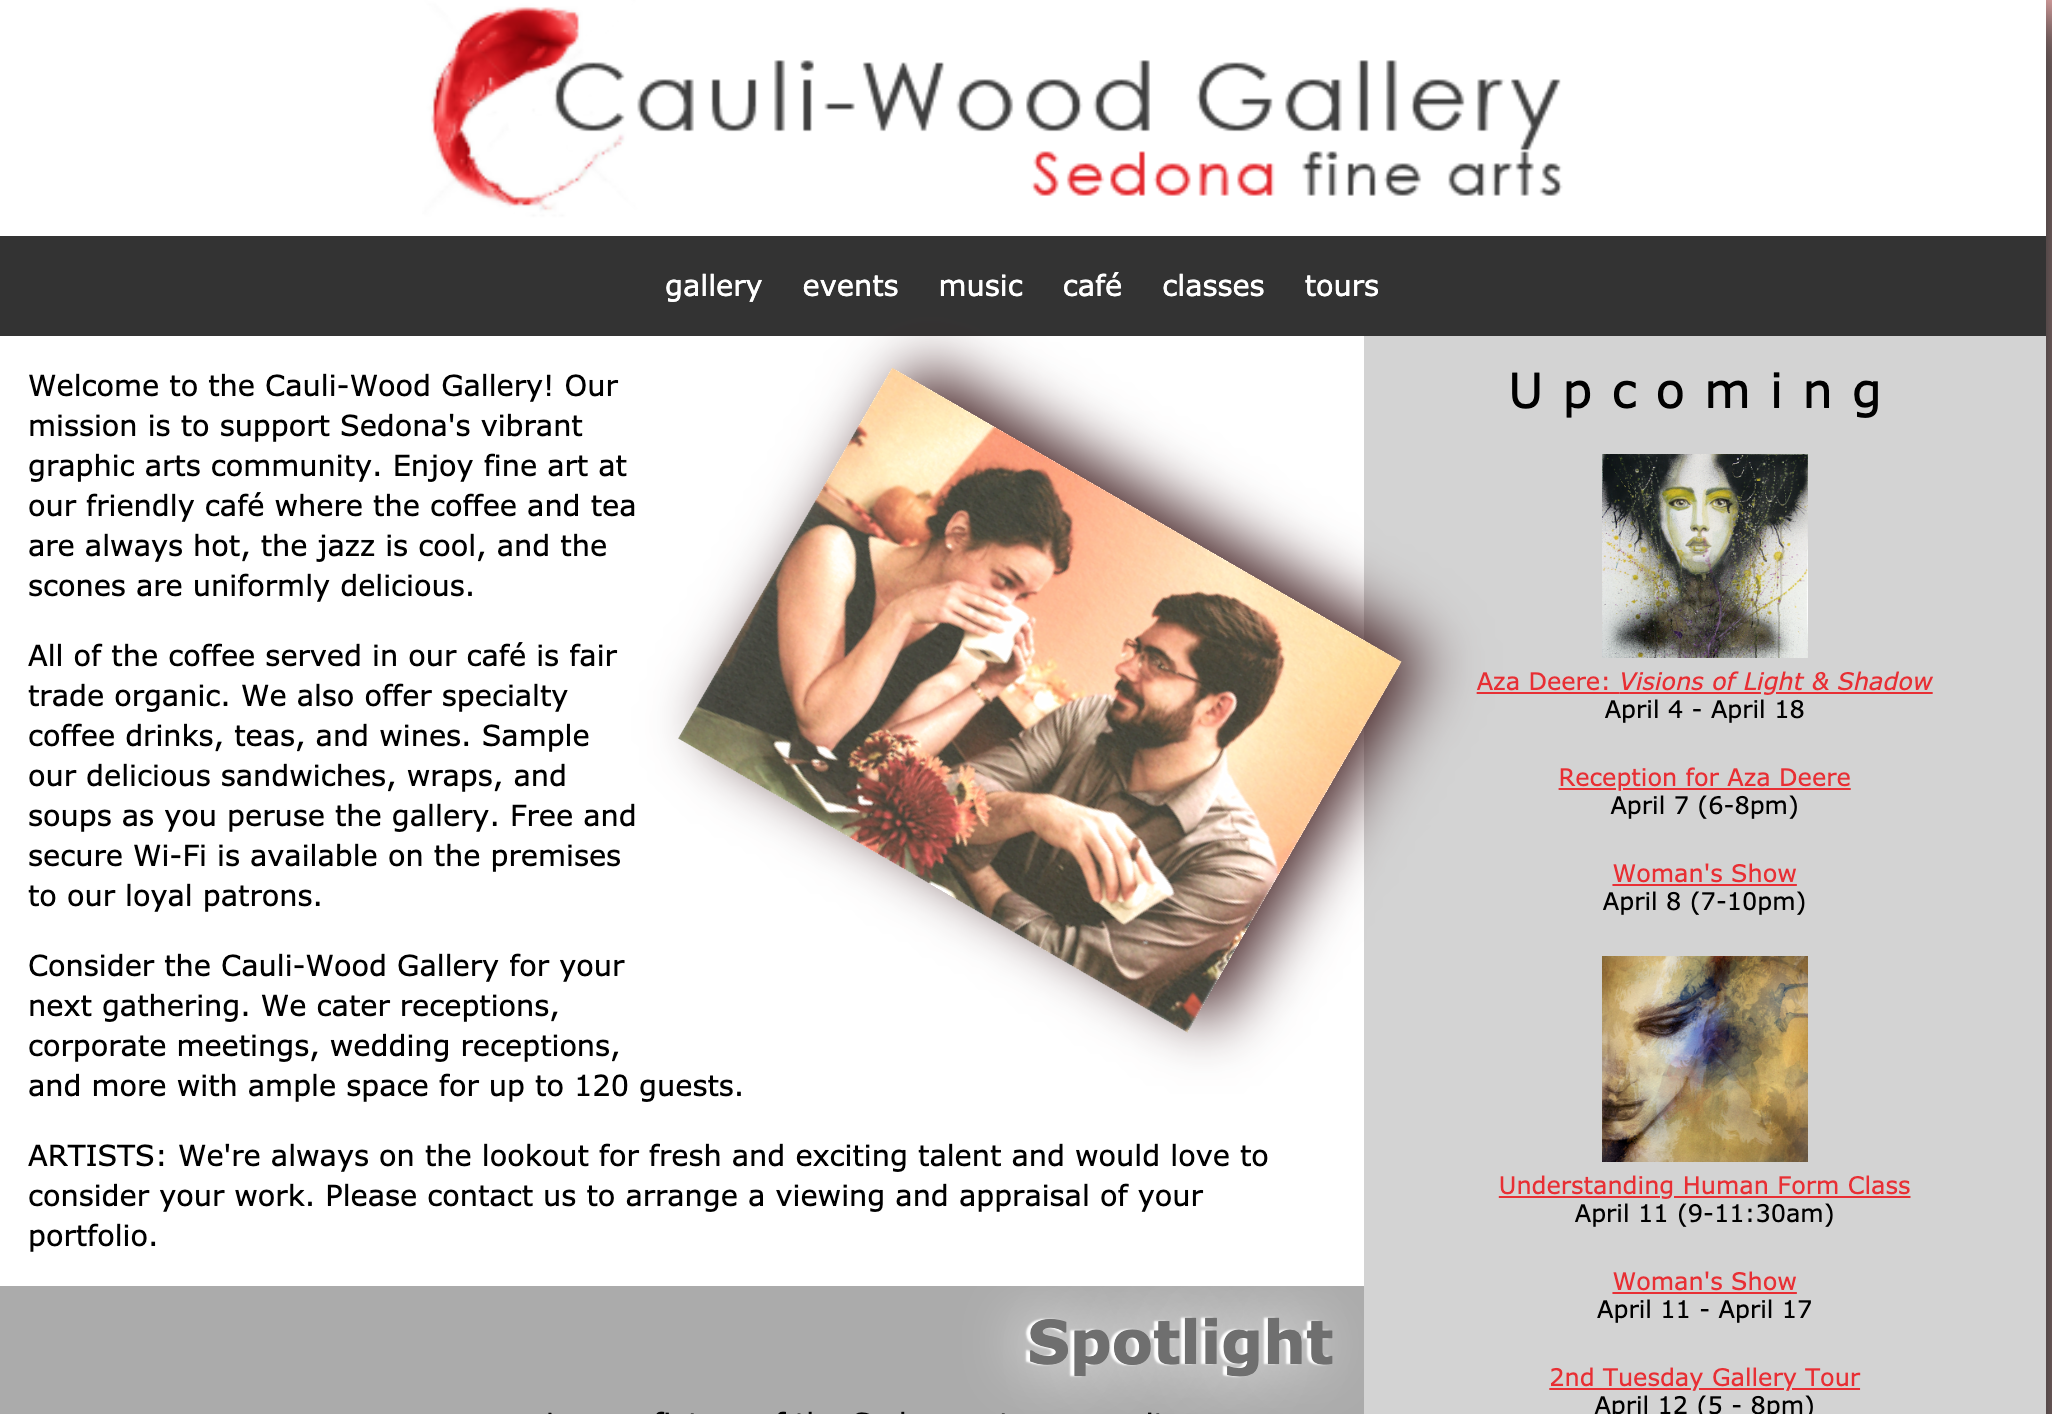 Cauli-Wood Gallery
Sedona fine arts
gallery events music café classes tours
Welcome to the Cauli-Wood Gallery! Our
mission is to support Sedona's vibrant
graphic arts community. Enjoy fine art at
our friendly café where the coffee and tea
are always hot, the jazz is cool, and the
scones are uniformly delicious.
All of the coffee served in our café is fair
trade organic. We also offer specialty
coffee drinks, teas, and wines. Sample
our delicious sandwiches, wraps, and
soups as you peruse the gallery. Free and
secure Wi-Fi is available on the premises
to our loyal patrons.
Consider the Cauli-Wood Gallery for your
next gathering. We cater receptions,
corporate meetings, wedding receptions,
and more with ample space for up to 120 guests.
ARTISTS: We're always on the lookout for fresh and exciting talent and would love to
consider your work. Please contact us to arrange a viewing and appraisal of your
portfolio.
Spotlight
Upcoming
Aza Deere: Visions of Light & Shadow
April 4 - April 18
Reception for Aza Deere
April 7 (6-8pm)
Woman's Show
April 8 (7-10pm)
Understanding Human Form Class
April 11 (9-11:30am)
Woman's Show
April 11 - April 17
2nd Tuesday Gallery Tour
April 12 (5 - 8pm)